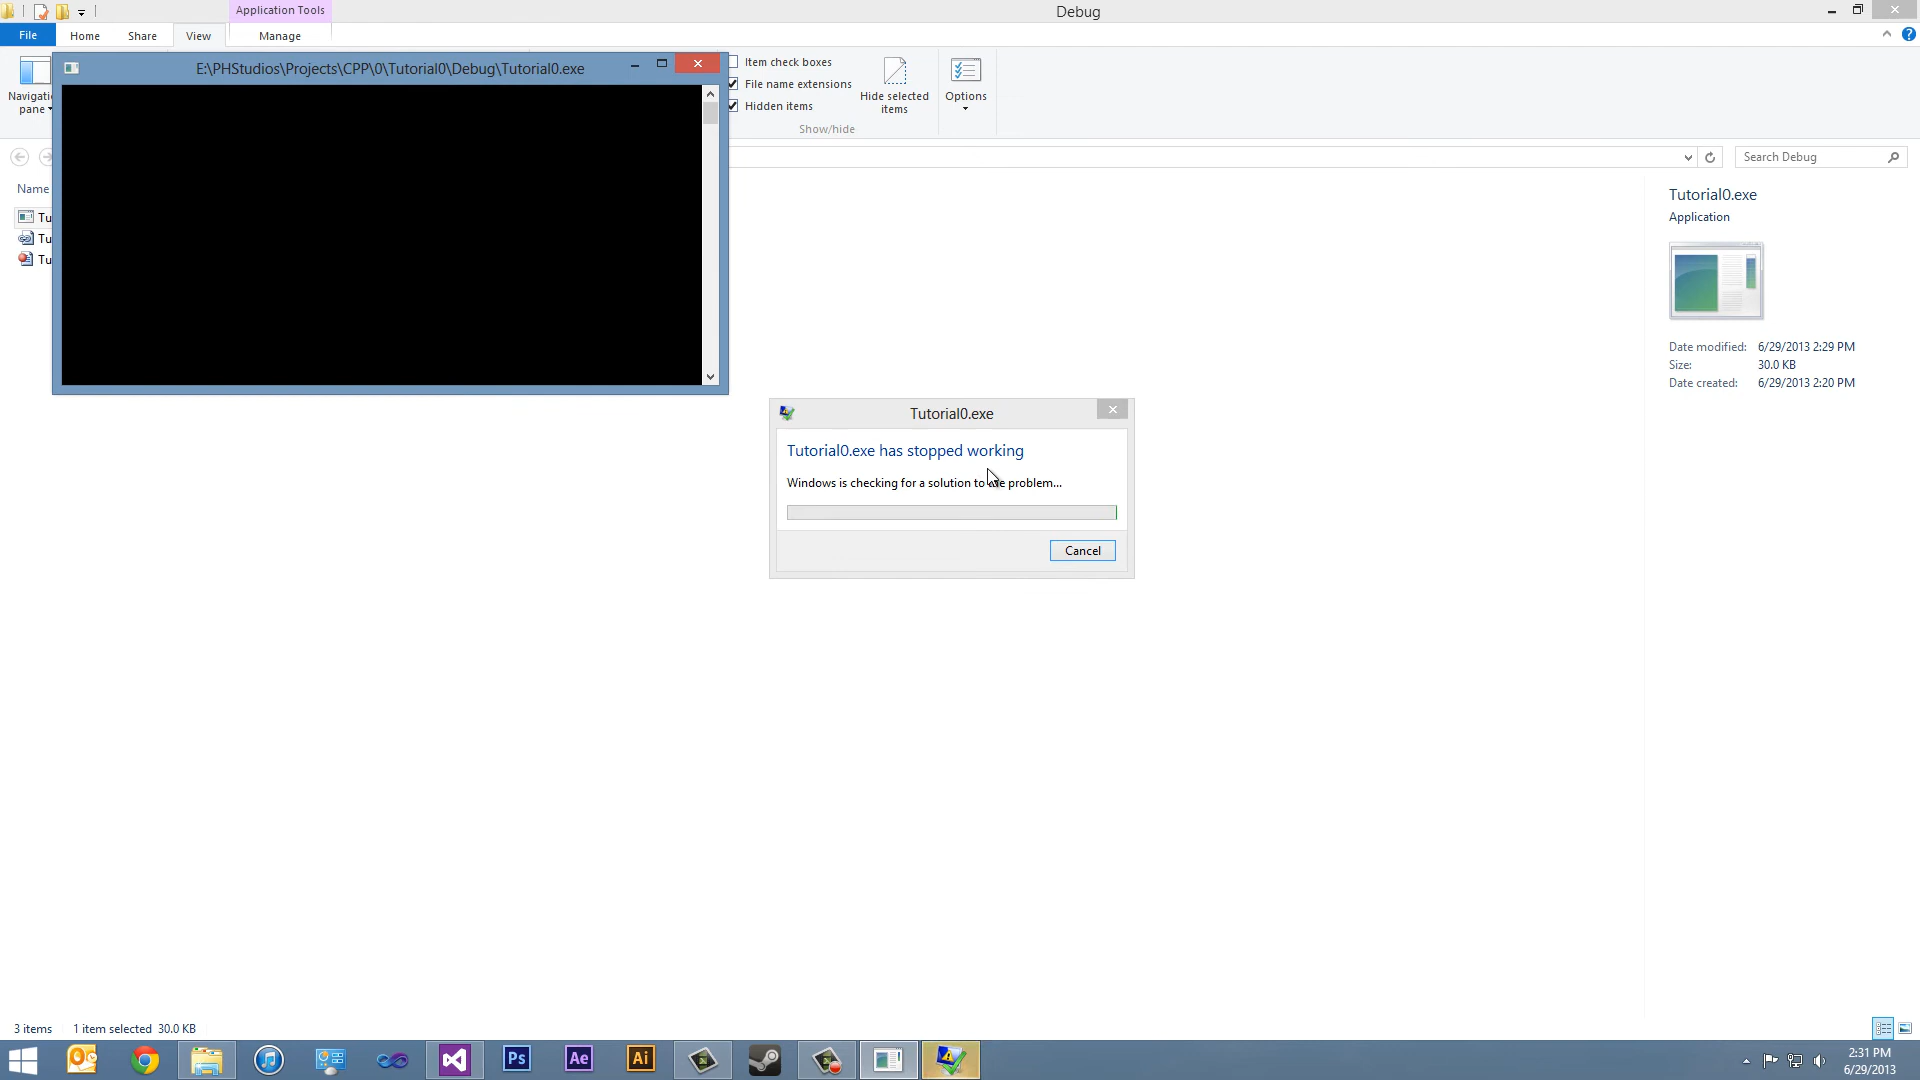 Application Tools
Debug
File
Home
Share
View
Manage
E:\PHStudios\Projects\CPP\0\Tutorial0\Debug\Tutorial0.exe
Navigati
pane
Item check boxes
File name extensions
Hidden items
Hide selected
items
Options
Show/hide
Search Debug
Name
Tu
Tu
Tu
Tutorial0.exe
Application
Date modified: 6/29/2013 2:29 PM
Size: 30.0 KB
Date created: 6/29/2013 2:20 PM
Tutorial0.exe
Tutorial0.exe has stopped working
Windows is checking for a solution to the problem...
Cancel
3 items 1 item selected 30.0 KB
Ps
Ae
Ai
2:31 PM
6/29/2013